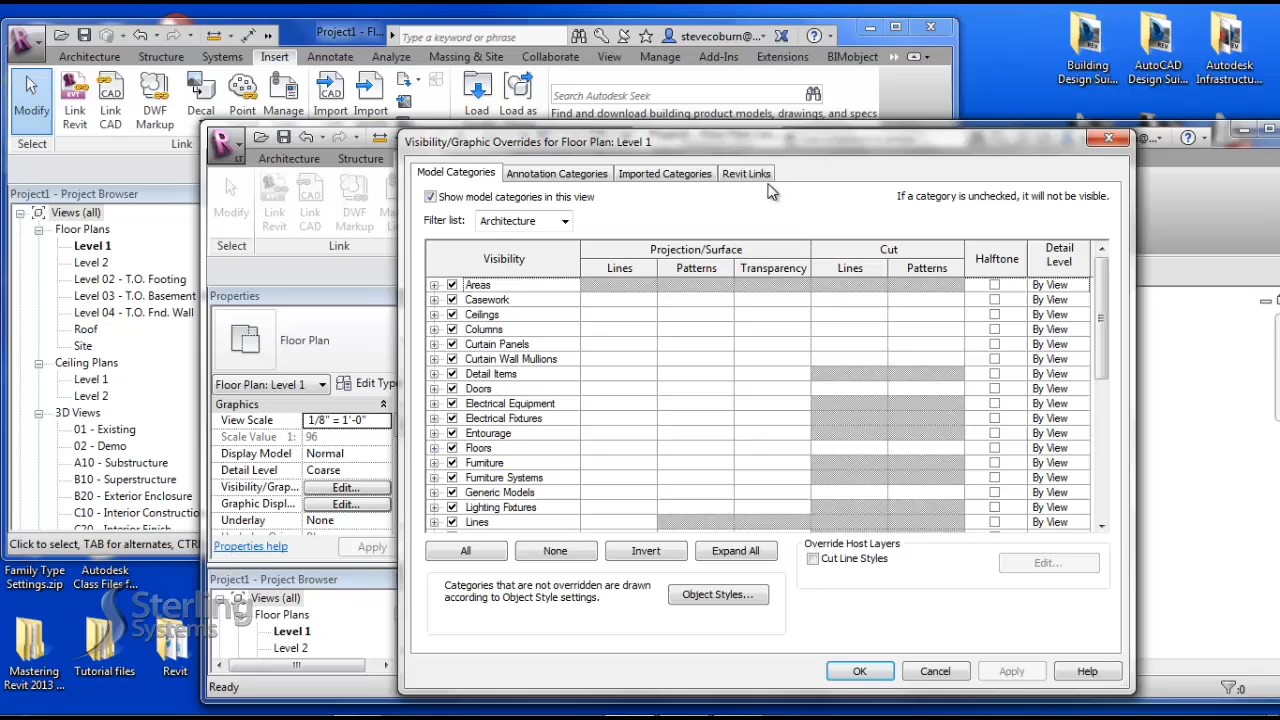 Project1 - Fl...
Type a keyword or phrase
stevecoburn@...
Architecture Structure Systems Insert Annotate Analyze Massing & Site Collaborate View Manage Add-Ins Extensions BIMobject
Modify
Link Revit
Link CAD
DWF Markup
Decal
Point
Manage
Import
Import
Load
Load as
Search Autodesk Seek
Find and download building product models, drawings, and specs
Select
Link
Building Design Sui...
AutoCAD Design Suit...
Autodesk Infrastructu...
Project1 - Project Browser
Views (all)
Floor Plans
Level 1
Level 2
Level 02 - T.O. Footing
Level 03 - T.O. Basement
Level 04 - T.O. Fnd. Wall
Roof
Site
Ceiling Plans
Level 1
Level 2
3D Views
01 - Existing
02 - Demo
A10 - Substructure
B10 - Superstructure
B20 - Exterior Enclosure
C10 - Interior Constructio
C20 - Interior Finish
Click to select, TAB for alternates, CTR
Family Type Settings.zip
Autodesk Class Files f...
Mastering Revit 2013 ...
Tutorial files
Revit
Sterling
Systems
LT
Architecture Structure
Modify
Link Revit
Link CAD
DWF Markup
Select
Link
Properties
Floor Plan
Floor Plan: Level 1
Edit Type
Graphics
View Scale 1/8" = 1'-0"
Scale Value 1: 96
Display Model Normal
Detail Level Coarse
Visibility/Grap... Edit...
Graphic Displ... Edit...
Underlay None
Properties help
Apply
Project1 - Project Browser
Views (all)
Floor Plans
Level 1
Level 2
Ready
:0
Visibility/Graphic Overrides for Floor Plan: Level 1
Model Categories Annotation Categories Imported Categories Revit Links
Show model categories in this view
If a category is unchecked, it will not be visible.
Filter list: Architecture
Visibility Projection/Surface Cut Halftone Detail Level
Lines Patterns Transparency Lines Patterns
Areas By View
Casework By View
Ceilings By View
Columns By View
Curtain Panels By View
Curtain Wall Mullions By View
Detail Items By View
Doors By View
Electrical Equipment By View
Electrical Fixtures By View
Entourage By View
Floors By View
Furniture By View
Furniture Systems By View
Generic Models By View
Lighting Fixtures By View
Lines By View
All None Invert Expand All
Override Host Layers
Cut Line Styles
Edit...
Categories that are not overridden are drawn
according to Object Style settings.
Object Styles...
OK Cancel Apply Help